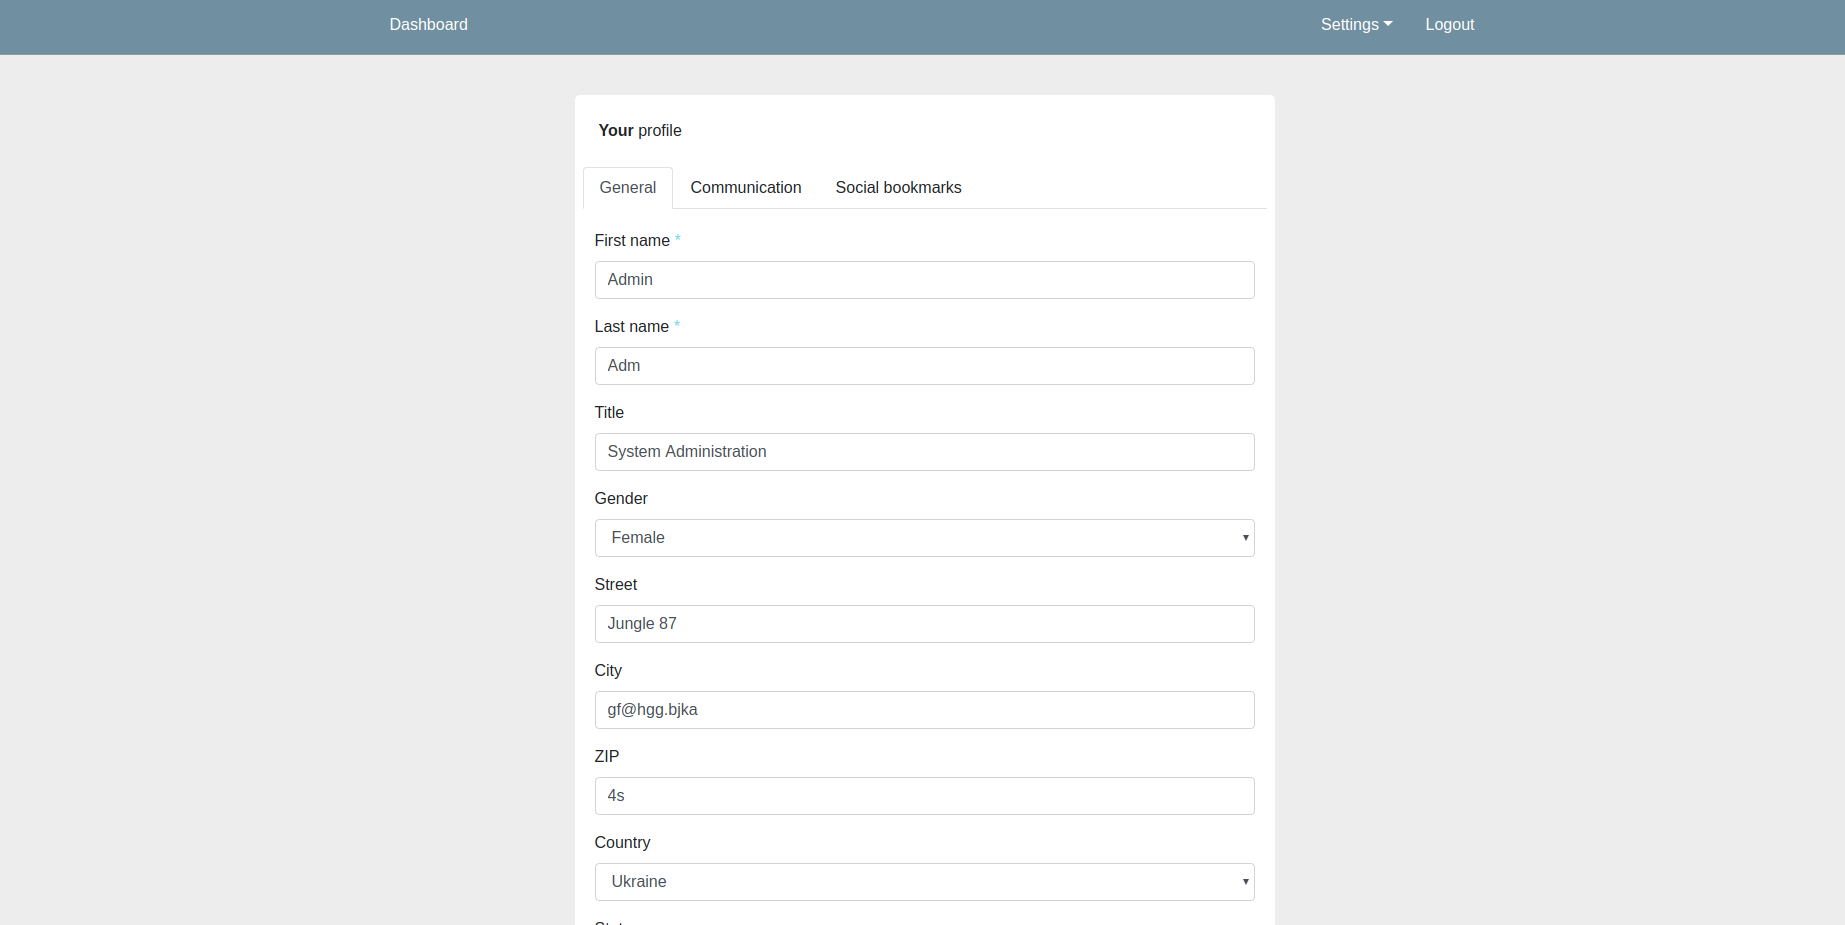 Dashboard Settings Logout
Your profile
General Communication Social bookmarks
First name *
Admin
Last name *
Adm
Title
System Administration
Gender
Female
Street
Jungle 87
City
gf@hgg.bjka
ZIP
4s
Country
Ukraine